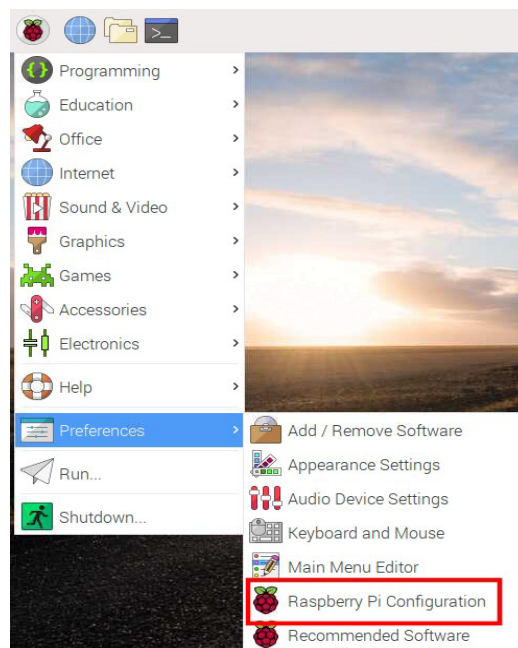 >_
Programming
Education
Office
Internet
Sound & Video
Graphics
Games
Accessories
Electronics
Help
Preferences
Run...
Shutdown...
Add / Remove Software
Appearance Settings
Audio Device Settings
Keyboard and Mouse
Main Menu Editor
Raspberry Pi Configuration
Recommended Software